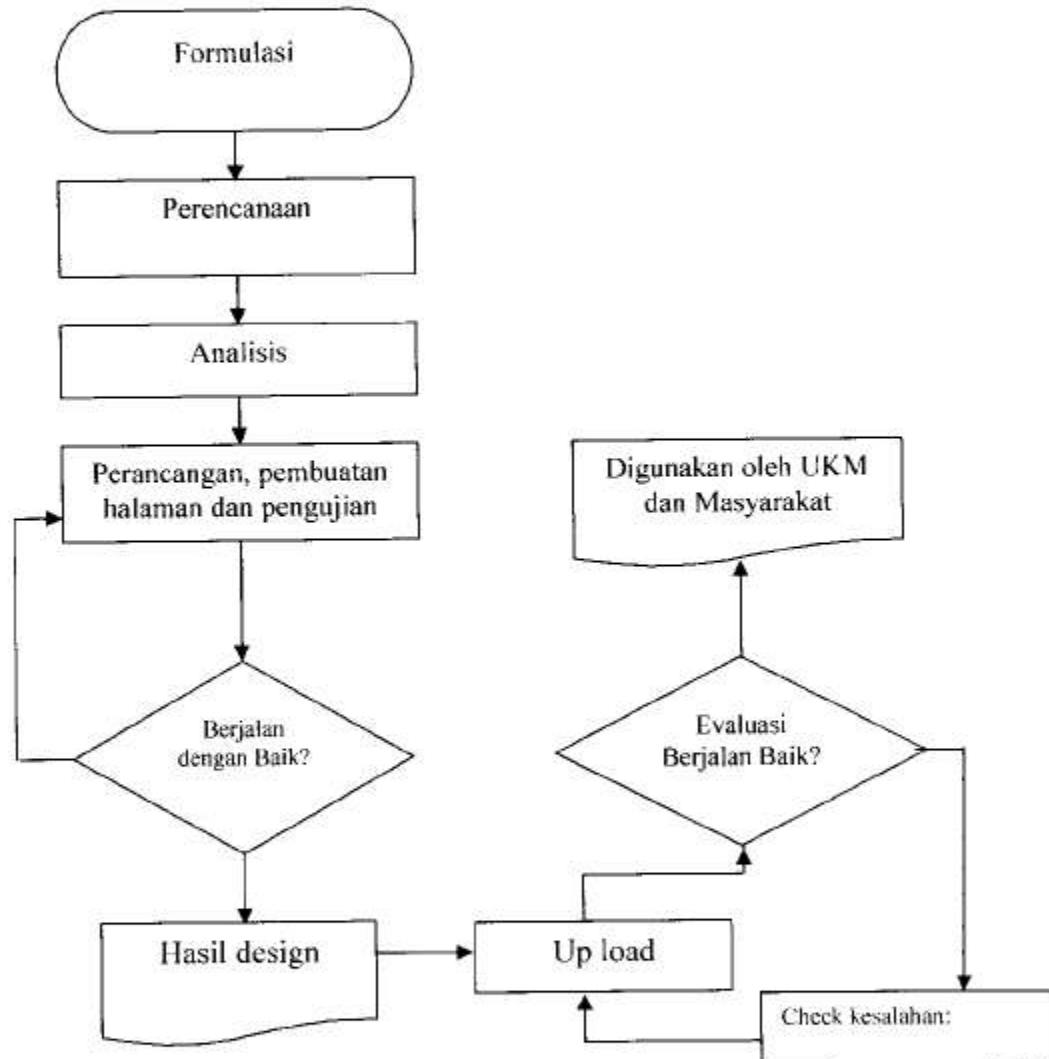 Formulasi
Perencanaan
Analisis
Perancangan, pembuatan
halaman dan pengujian
Berjalan
dengan Baik?
Hasil design
Up load
Evaluasi
Berjalan Baik?
Digunakan oleh UKM
dan Masyarakat
Check kesalahan: